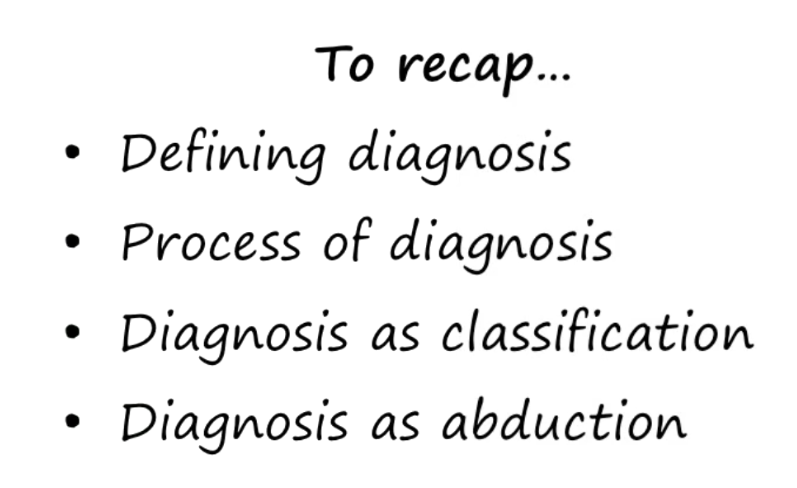 To recap...
• Defining diagnosis
• Process of diagnosis
• Diagnosis as classification
• Diagnosis as abduction